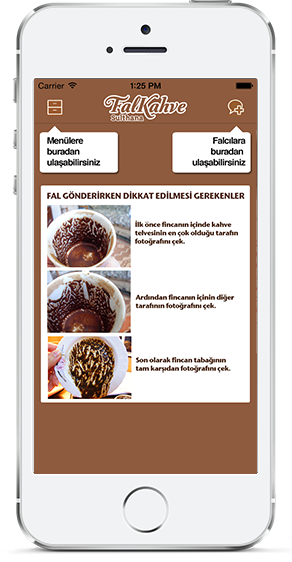 Carrier 1:25 PM
FalKahve
Sulthana
Menülere
buradan
ulaşabilirsiniz
Falcılara
buradan
ulaşabilirsiniz
FAL GÖNDERİRKEN DİKKAT EDİLMESİ GEREKENLER
İlk önce fincanın içinde kahve
telvesinin en çok olduğu tarafın
fotoğrafını çek.
Ardından fincanın içinin diğer
tarafının fotoğrafını çek.
Son olarak fincan tabağının
tam karşıdan fotoğrafını çek.